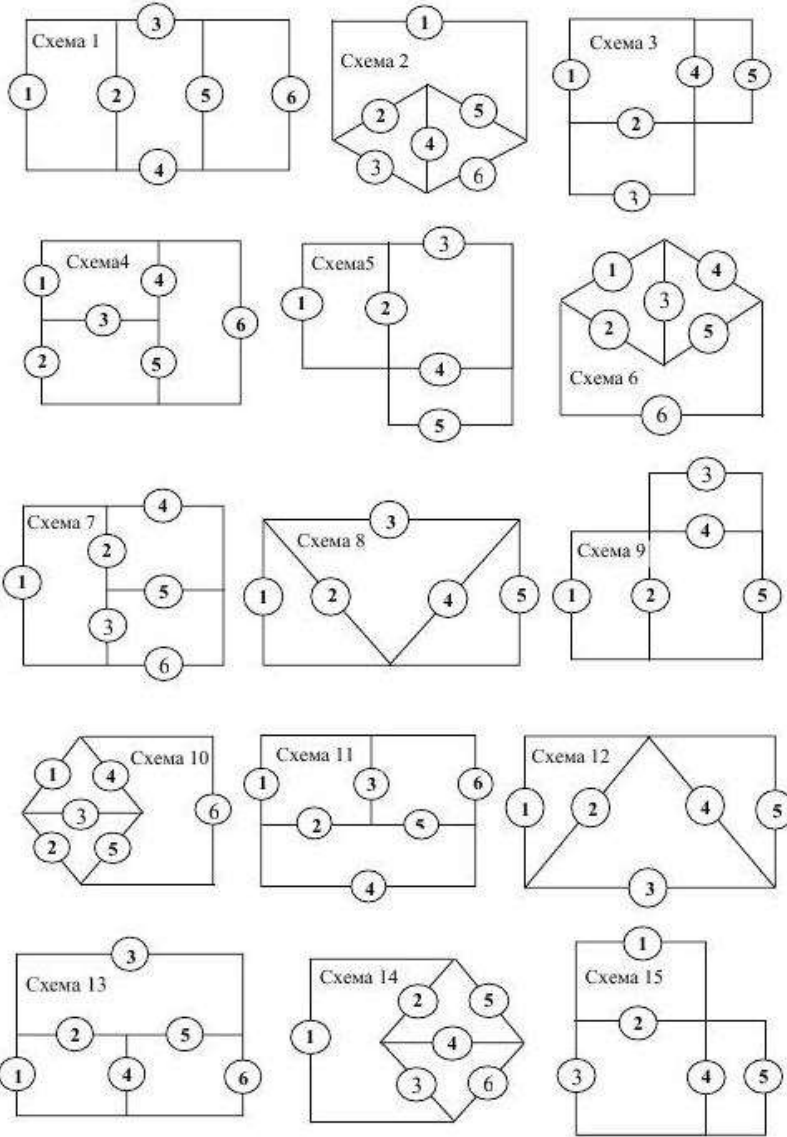 3
Схема 1
1 2 5 6
4
1
Схема 2
2 5
4
3 6
Схема 3
1 4 5
2
3
Схема4
1 4
3 6
2 5
3
Схема5
1 2
4
5
1 4
3
2 5
Схема 6
6
4
Схема 7
2
1 5
3
6
3
Схема 8
1 2 4 5
3
4
Схема 9
1 2 5
Схема 10
1 4
3 6
2 5
Схема 11
1 3 6
2 5
4
Схема 12
1 2 4 5
3
3
Схема 13
2 5
1 4 6
Схема 14
2 5
1 4
3 6
1
Схема 15
2
3 4 5